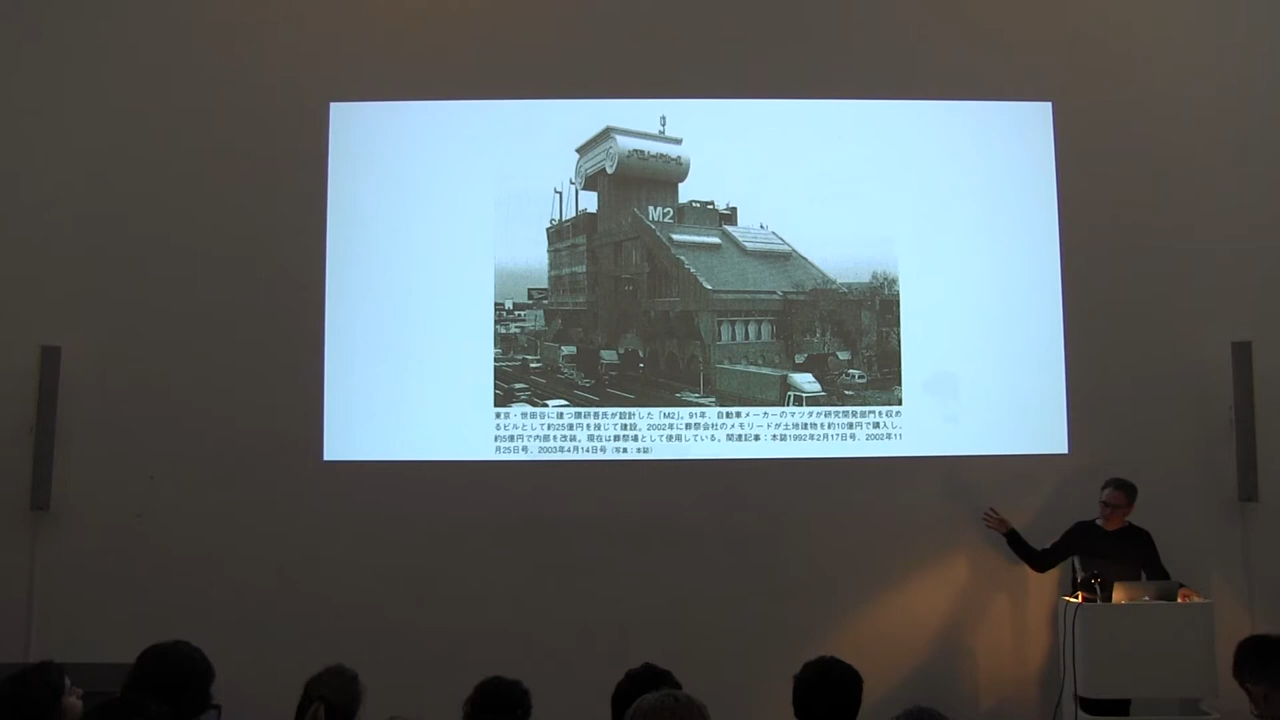 メモリードホール
M2
東京・世田谷に建つ隈研吾氏が設計した「M2」。91年、自動車メーカーのマツダが研究開発部門を収め
るビルとして約25億円を投じて建設。2002年に葬祭会社のメモリードが土地建物を約10億円で購入し、
約5億円で内部を改装。現在は葬祭場として使用している。関連記事：本誌1992年2月17日号、2002年11
月25日号、2003年4月14日号（写真：本誌）